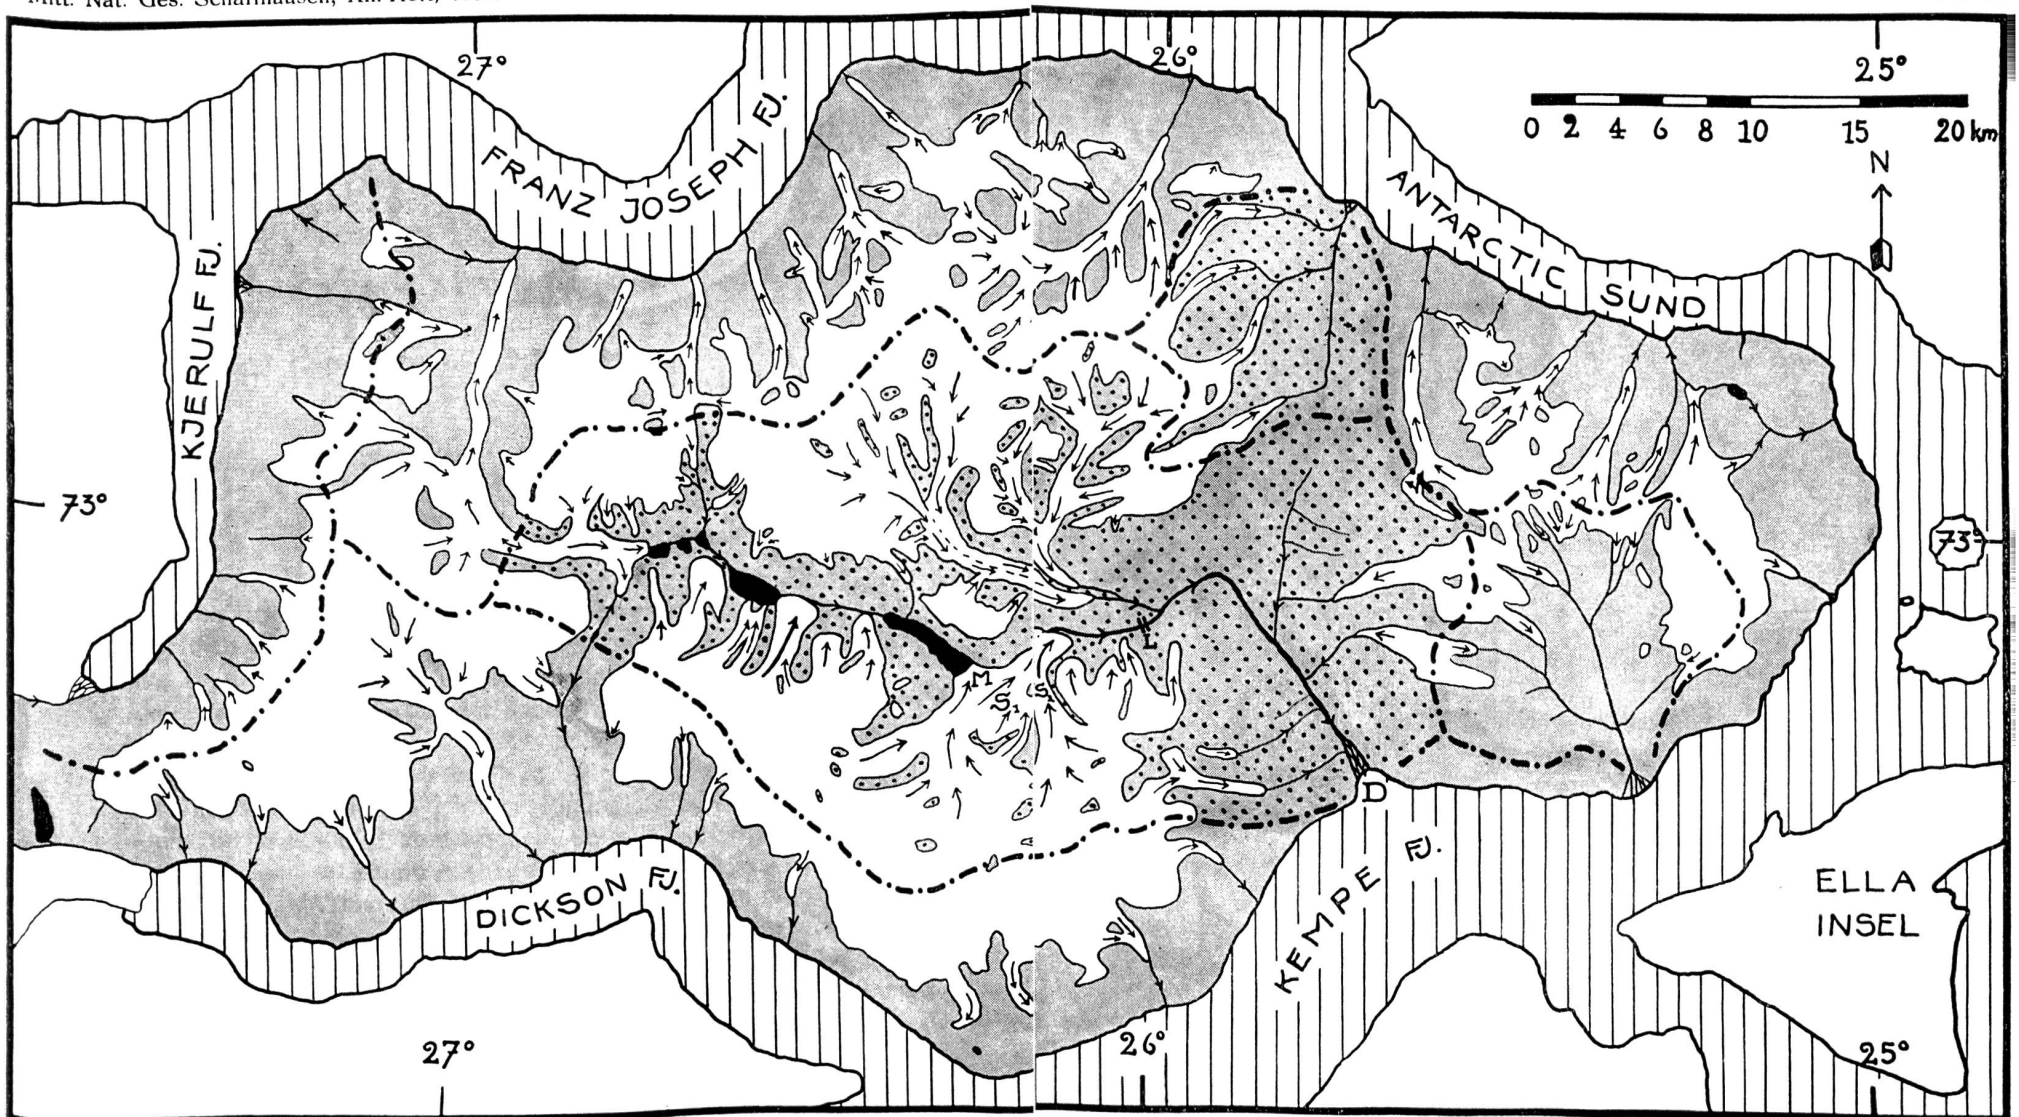 Mitt. Nat. Ges. Schaffhausen,
27°
26°
25°
0 2 4 6 8 10 15 20 km
N
FRANZ JOSEPH FJ.
ANTARCTIC SUND
KJERULF FJ.
73°
73°
L
M
S₁
S
D
DICKSON FJ.
KEMPE FJ.
ELLA
INSEL
27°
26°
25°